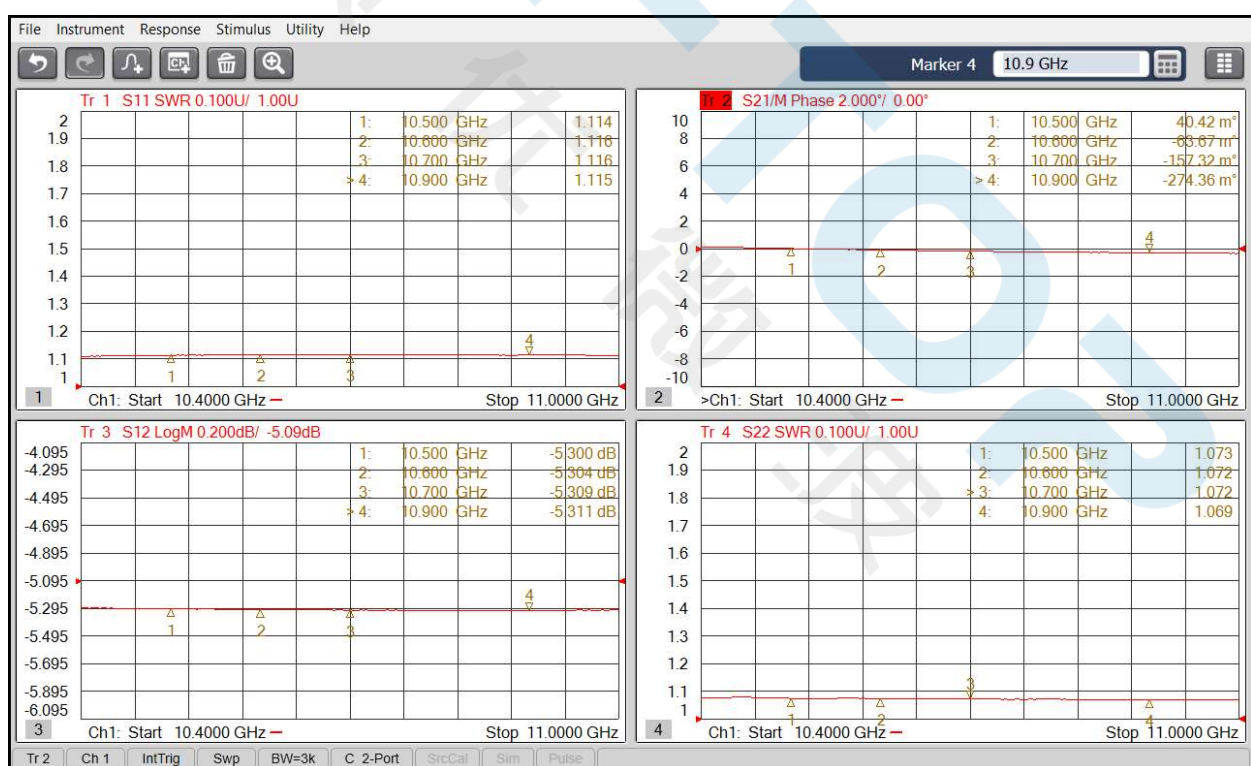 File Instrument Response Stimulus Utility Help
Marker 4 10.9 GHz
Tr 1 S11 SWR 0.100U/ 1.00U
2
1.9
1.8
1.7
1.6
1.5
1.4
1.3
1.2
1.1
1
1: 10.500 GHz 1.114
2: 10.600 GHz 1.116
3: 10.700 GHz 1.116
> 4: 10.900 GHz 1.115
1 2 3 4
1 Ch1: Start 10.4000 GHz Stop 11.0000 GHz
Tr 2 S21/M Phase 2.000°/ 0.00°
10
8
6
4
2
0
-2
-4
-6
-8
-10
1: 10.500 GHz 40.42 m°
2: 10.600 GHz -63.67 m°
3: 10.700 GHz -157.32 m°
> 4: 10.900 GHz -274.36 m°
1 2 3 4
2 >Ch1: Start 10.4000 GHz Stop 11.0000 GHz
Tr 3 S12 LogM 0.200dB/ -5.09dB
-4.095
-4.295
-4.495
-4.695
-4.895
-5.095
-5.295
-5.495
-5.695
-5.895
-6.095
1: 10.500 GHz -5.300 dB
2: 10.600 GHz -5.304 dB
3: 10.700 GHz -5.309 dB
> 4: 10.900 GHz -5.311 dB
1 2 3 4
3 Ch1: Start 10.4000 GHz Stop 11.0000 GHz
Tr 4 S22 SWR 0.100U/ 1.00U
2
1.9
1.8
1.7
1.6
1.5
1.4
1.3
1.2
1.1
1
1: 10.500 GHz 1.073
2: 10.600 GHz 1.072
> 3: 10.700 GHz 1.072
4: 10.900 GHz 1.069
1 2 3 4
4 Ch1: Start 10.4000 GHz Stop 11.0000 GHz
Tr 2 Ch 1 IntTrig Swp BW=3k C 2-Port SrcCal Sim Pulse
优
微
波